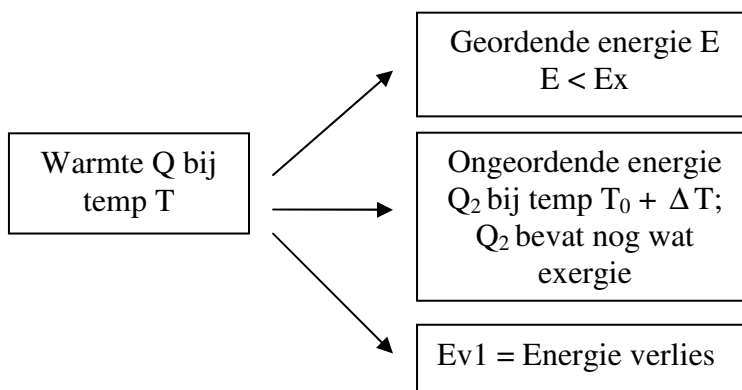 Warmte Q bij
temp T
Geordende energie E
E < Ex
Ongeordende energie
Q₂ bij temp T₀ + ΔT;
Q₂ bevat nog wat
exergie
Ev1 = Energie verlies